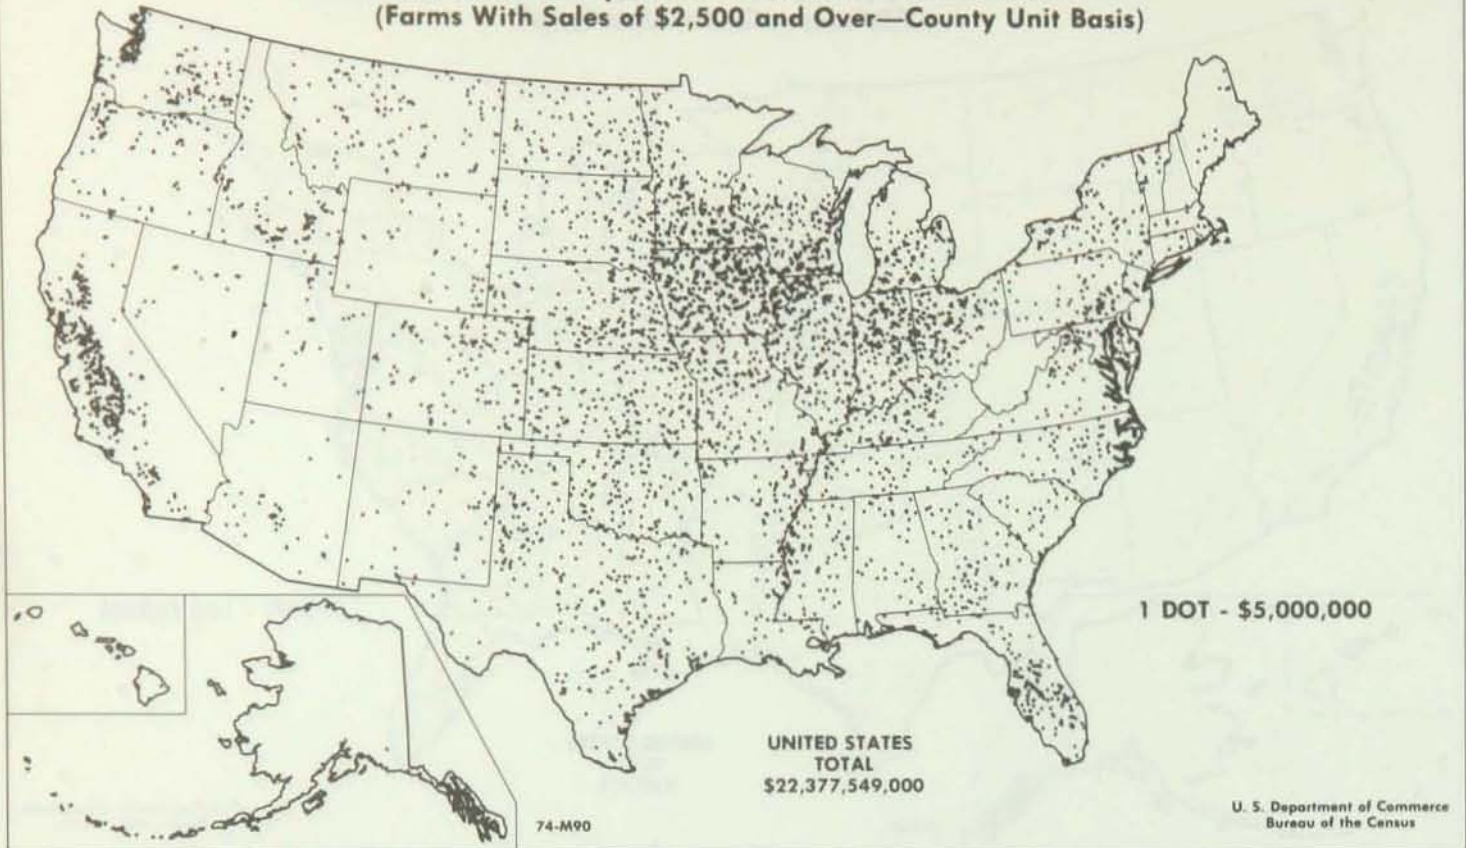 (Farms With Sales of $2,500 and Over—County Unit Basis)
1 DOT - $5,000,000
UNITED STATES
TOTAL
$22,377,549,000
74-M90
U. S. Department of Commerce
Bureau of the Census